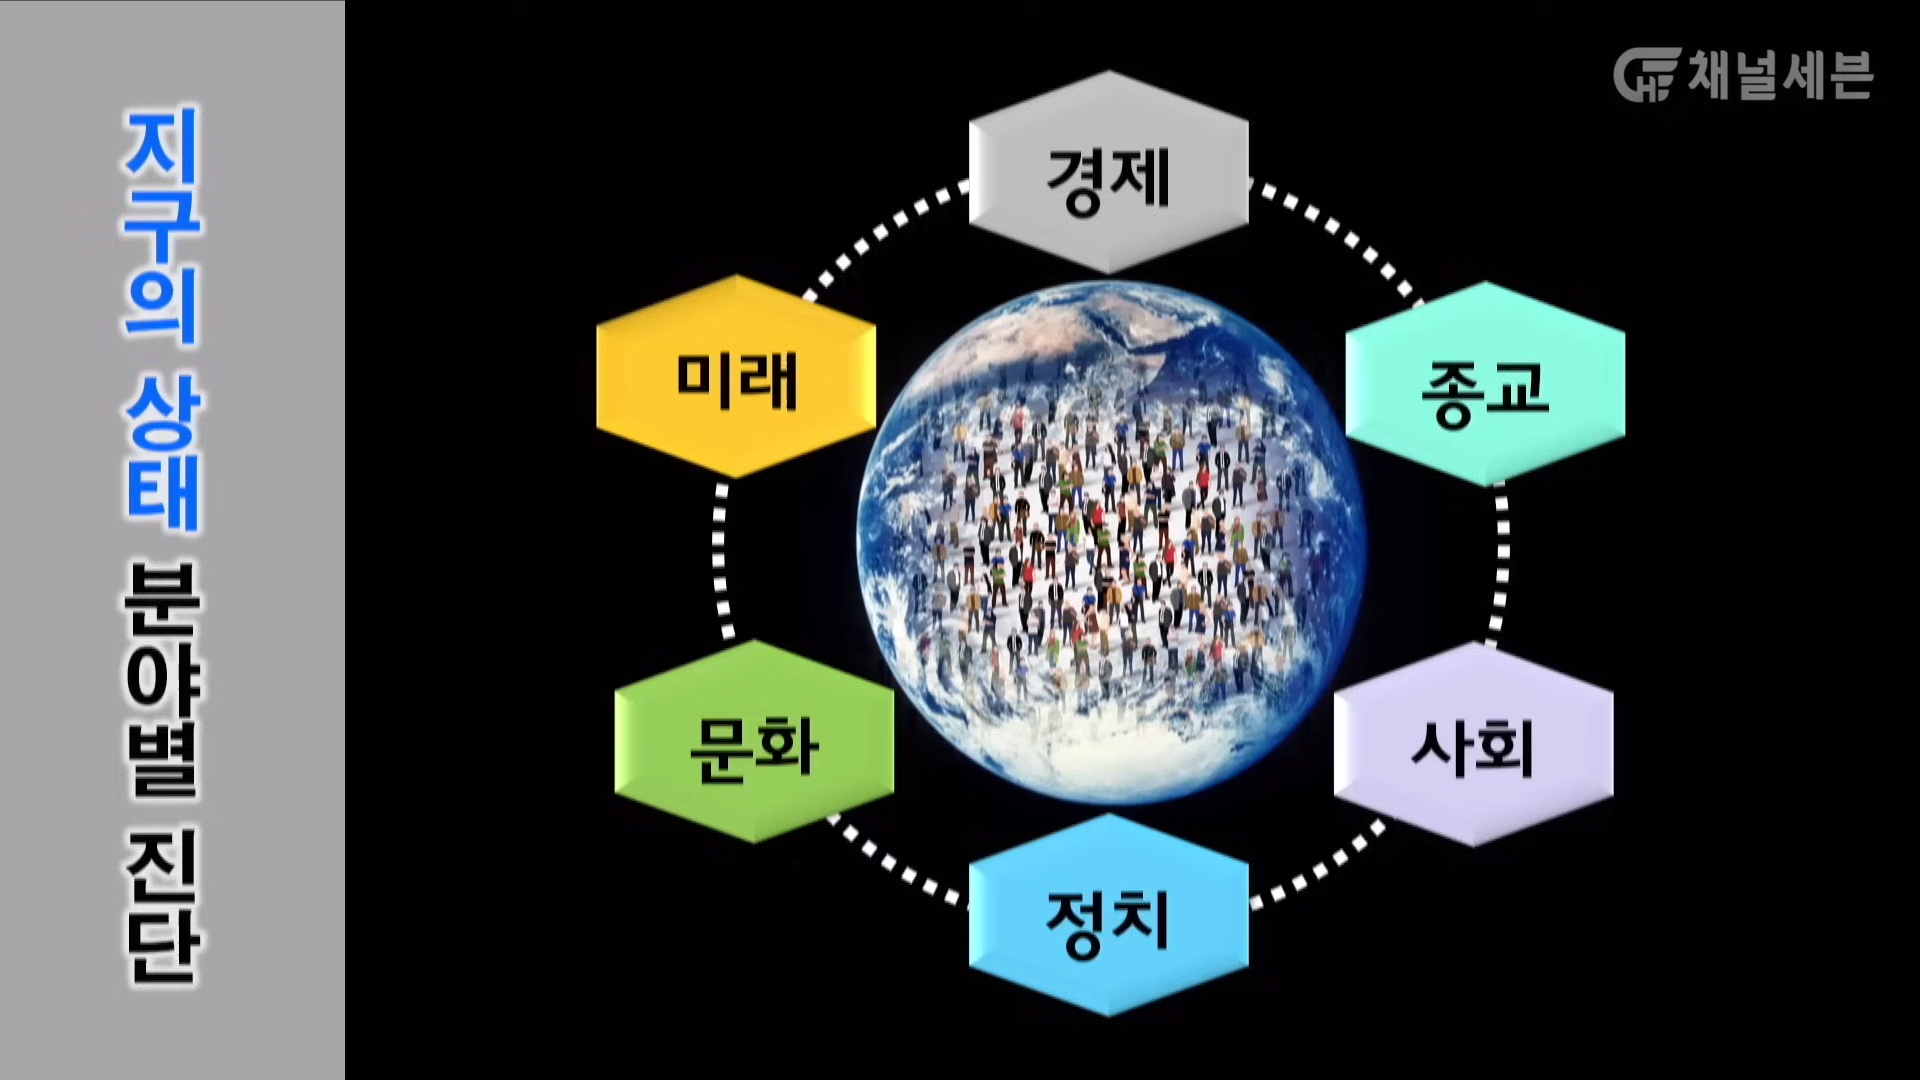 지구의 상태 분야별 진단
채널세븐
경제
종교
사회
정치
문화
미래